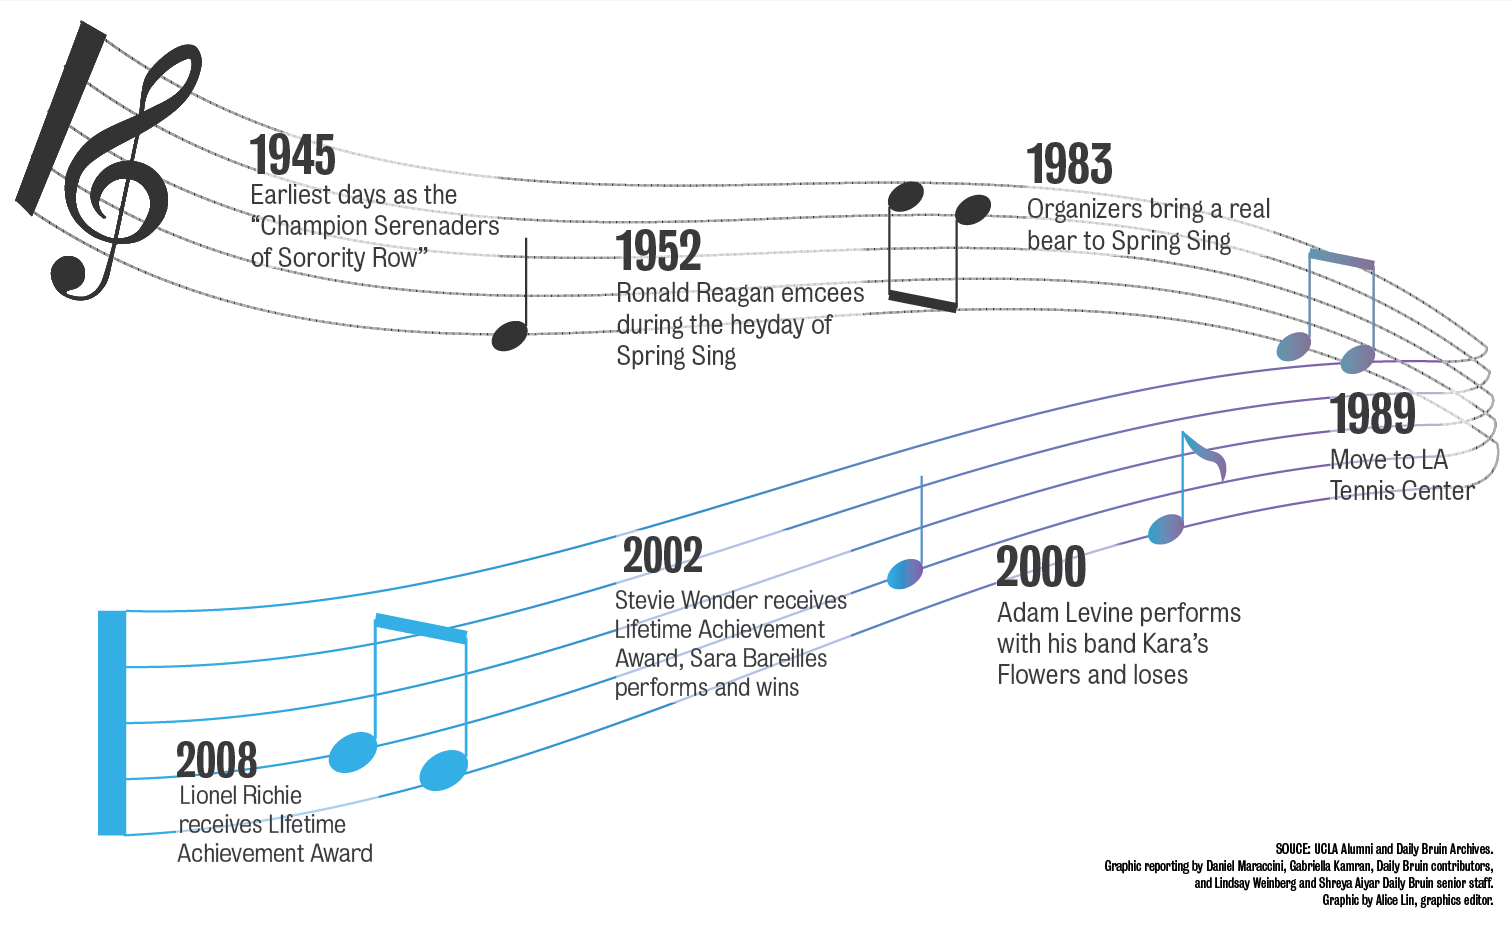 1945
Earliest days as the
“Champion Serenaders
of Sorority Row”
1952
Ronald Reagan emcees
during the heyday of
Spring Sing
1983
Organizers bring a real
bear to Spring Sing
1989
Move to LA
Tennis Center
2000
Adam Levine performs
with his band Kara’s
Flowers and loses
2002
Stevie Wonder receives
Lifetime Achievement
Award, Sara Bareilles
performs and wins
2008
Lionel Richie
receives LIfetime
Achievement Award
SOUCE: UCLA Alumni and Daily Bruin Archives.
Graphic reporting by Daniel Maraccini, Gabriella Kamran, Daily Bruin contributors,
and Lindsay Weinberg and Shreya Aiyar Daily Bruin senior staff.
Graphic by Alice Lin, graphics editor.